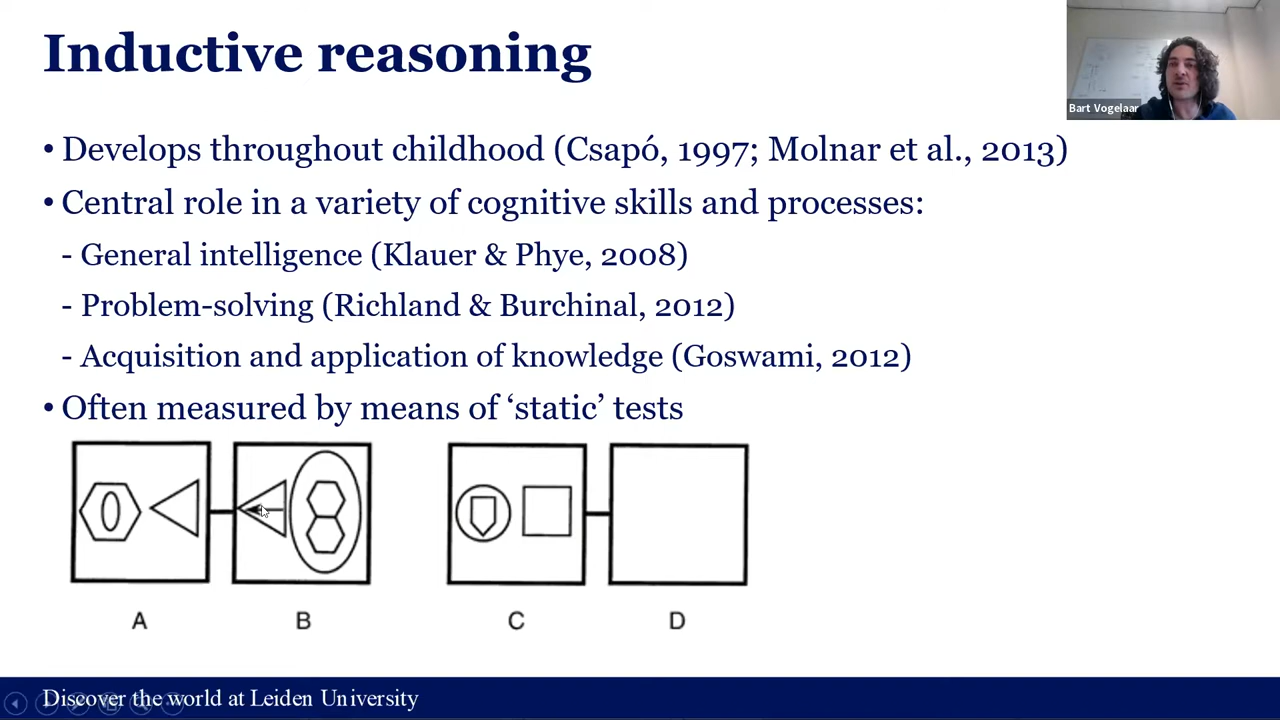 Inductive reasoning
Bart Vogelaar
• Develops throughout childhood (Csapó, 1997; Molnar et al., 2013)
• Central role in a variety of cognitive skills and processes:
- General intelligence (Klauer & Phye, 2008)
- Problem-solving (Richland & Burchinal, 2012)
- Acquisition and application of knowledge (Goswami, 2012)
• Often measured by means of ‘static’ tests
A B C D
Discover the world at Leiden University